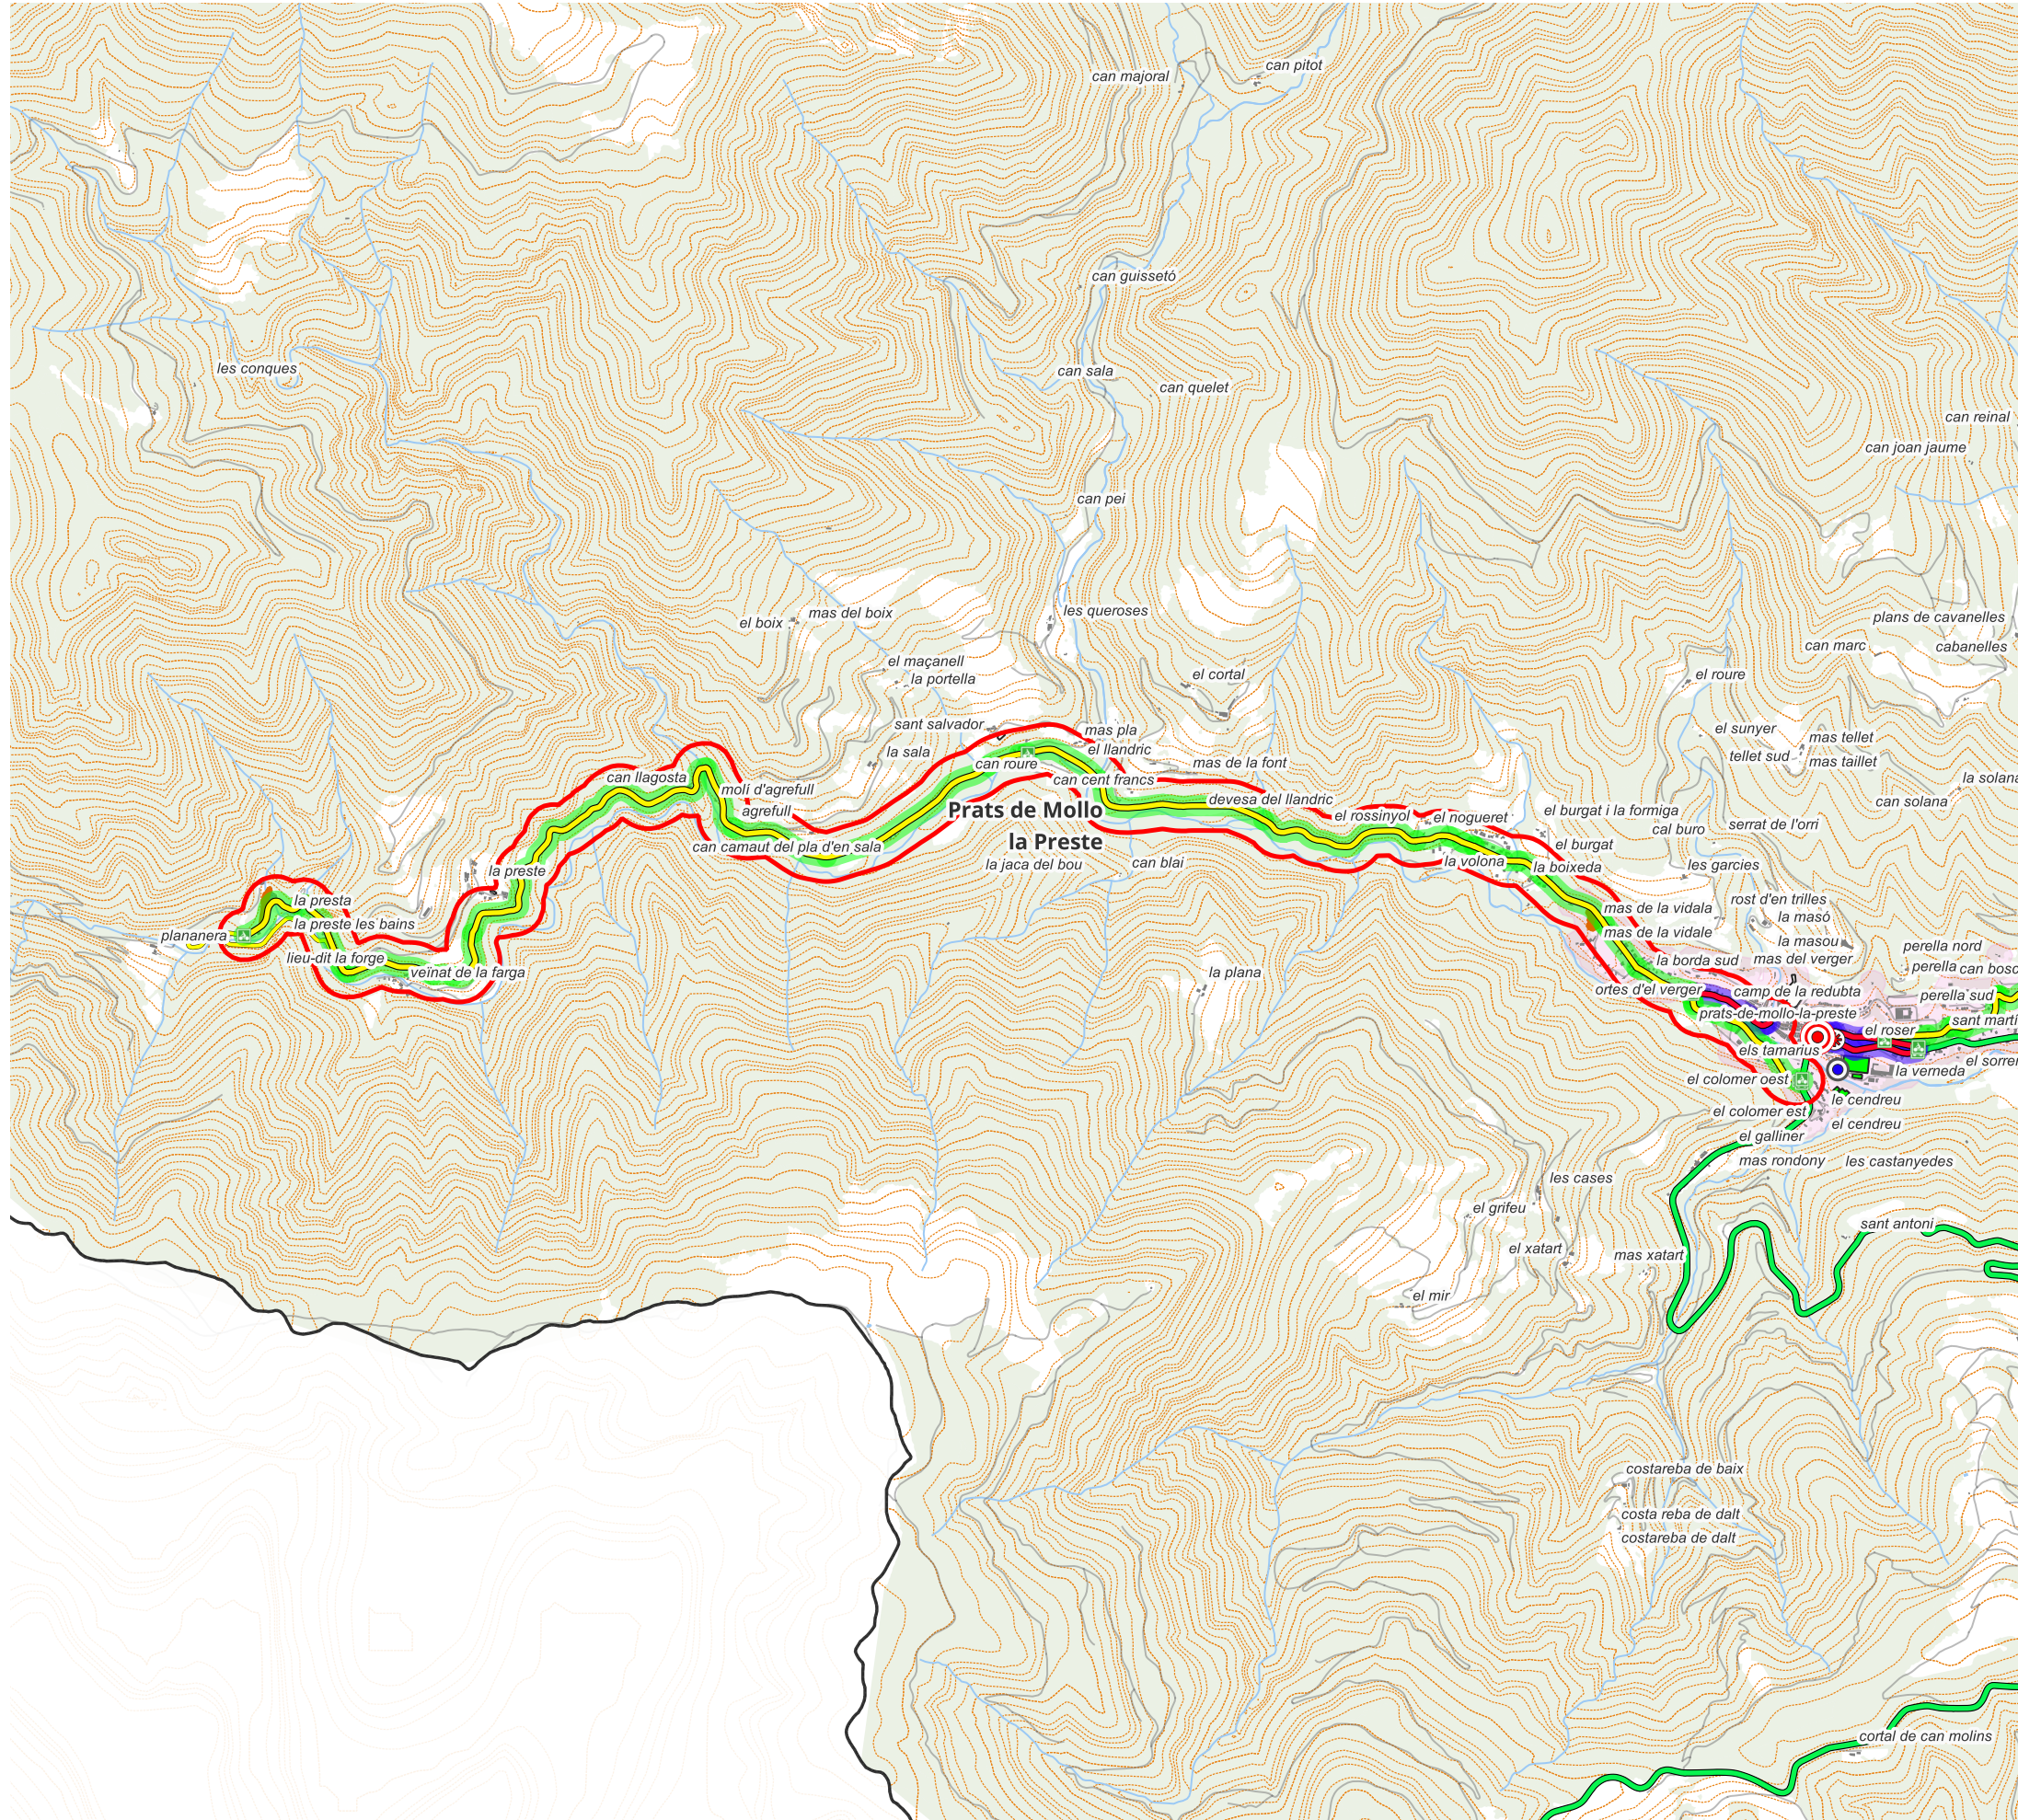 can pitot
can majoral
can guissetó
les conques
can sala
can quelet
can reinal
can joan jaume
can pei
les queroses
mas del boix
el boix
plans de cavanelles
can marc
cabanelles
el maçanell
la portella
el cortal
el roure
sant salvador
mas pla
el sunyer
mas tellet
la sala
el llandric
can roure
mas de la font
tellet sud
mas taillet
can llagosta
can cent francs
la solana
molí d'agrefull
agrefull
devesa del llandric
can solana
Prats de Mollo
la Preste
el rossinyol
el nogueret
el burgat i la formiga
cal buro
serrat de l'orri
can camaut del pla d'en sala
el burgat
la jaca del bou
can blai
la volona
la boixeda
les garcies
la preste
la presta
rost d'en trilles
mas de la vidala
la masó
la preste les bains
mas de la vidale
plananera
la masou
perella nord
lieu-dit la forge
la borda sud
mas del verger
perella
can bosc
veïnat de la farga
la plana
ortes d'el verger
camp de la redubta
perella sud
prats-de-mollo-la-preste
sant martí
el roser
els tamarius
el sorrer
la verneda
el colomer oest
le cendreu
el colomer est
el cendreu
el galliner
mas rondony
les castanyedes
les cases
el grifeu
sant antoni
el xatart
mas xatart
el mir
costareba de baix
costa reba de dalt
costareba de dalt
cortal de can molins